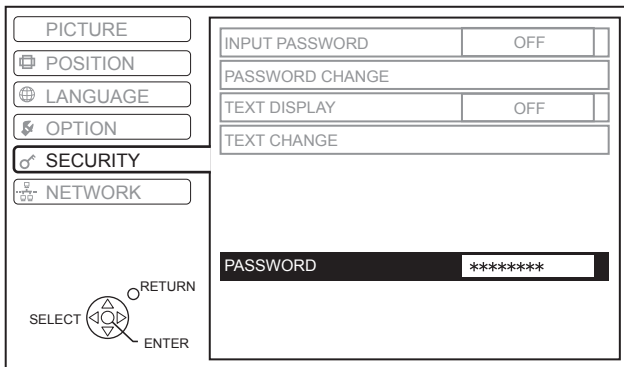 PICTURE
POSITION
LANGUAGE
OPTION
SECURITY
NETWORK
RETURN
SELECT
ENTER
INPUT PASSWORD OFF
PASSWORD CHANGE
TEXT DISPLAY OFF
TEXT CHANGE
PASSWORD ********